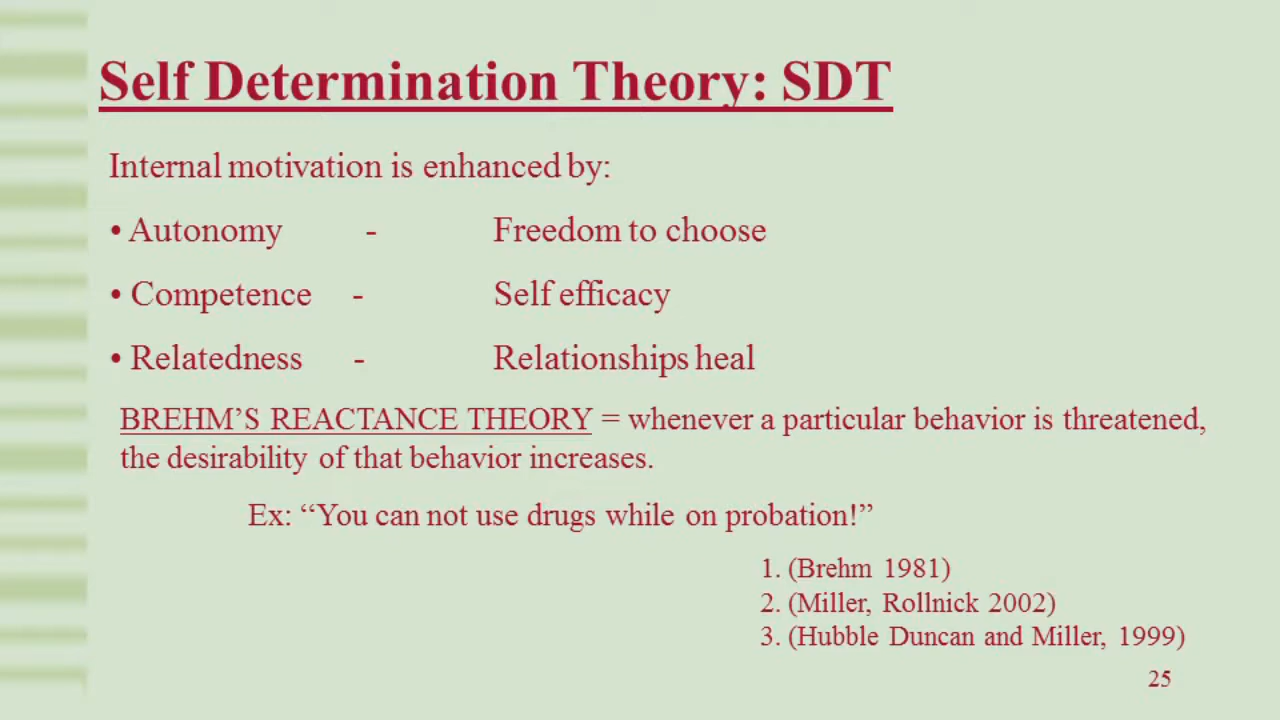 Self Determination Theory: SDT
Internal motivation is enhanced by:
• Autonomy - Freedom to choose
• Competence - Self efficacy
• Relatedness - Relationships heal
BREHM’S REACTANCE THEORY = whenever a particular behavior is threatened,
the desirability of that behavior increases.
Ex: “You can not use drugs while on probation!”
1. (Brehm 1981)
2. (Miller, Rollnick 2002)
3. (Hubble Duncan and Miller, 1999)
25